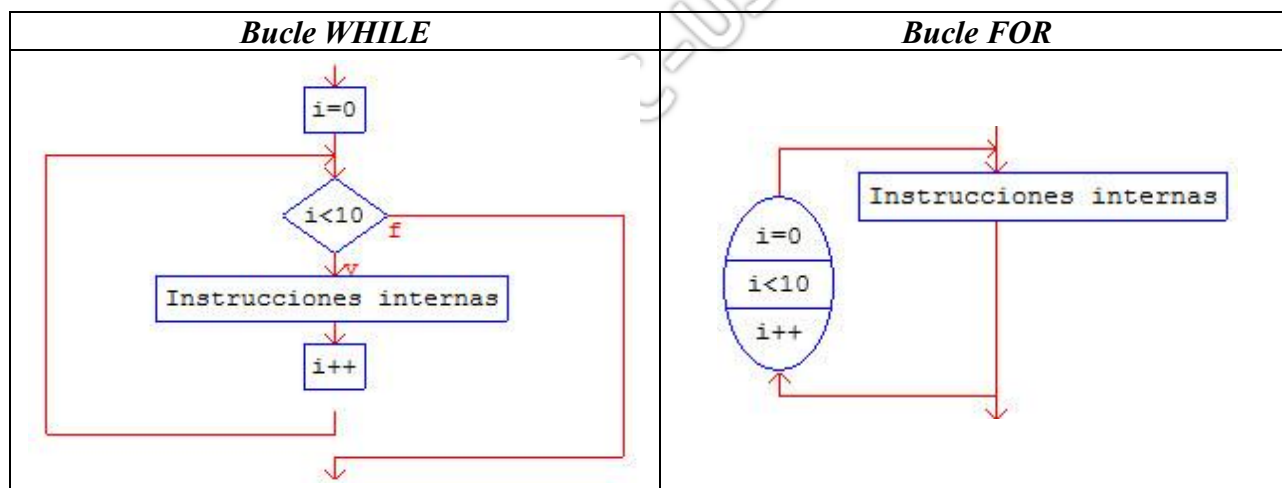 Bucle WHILE
i=0
i<10
f
v
Instrucciones internas
i++
Bucle FOR
Instrucciones internas
i=0
i<10
i++